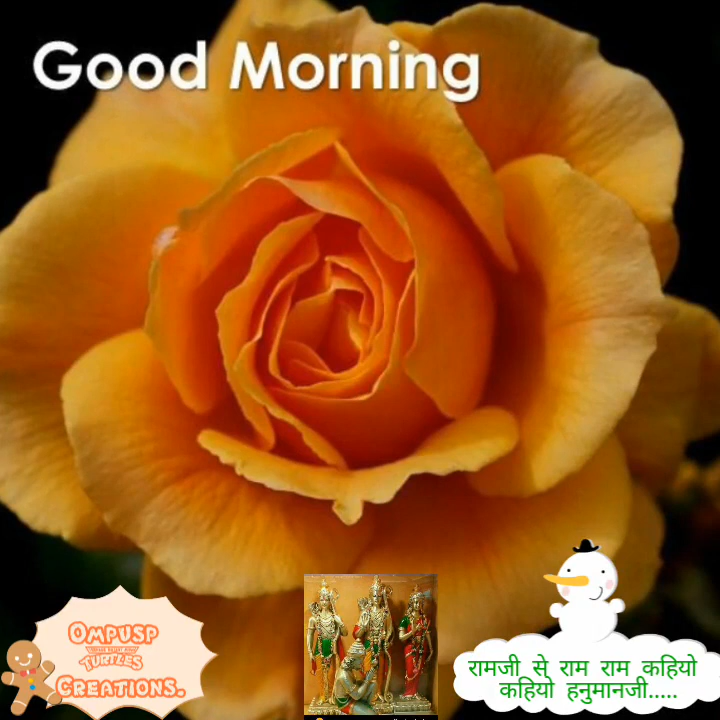 Good Morning
OMPUSP
TURTLES
CREATIONS.
रामजी से राम राम कहियो
कहियो हनुमानजी.....